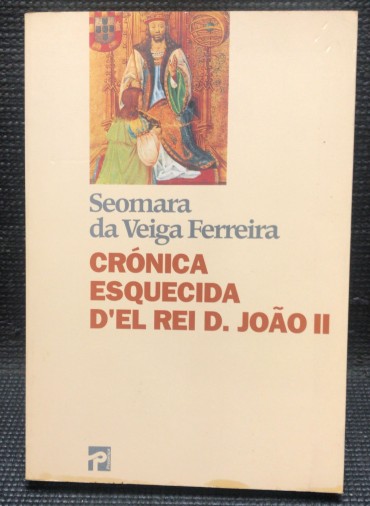 Seomara
da Veiga Ferreira
CRÓNICA
ESQUECIDA
D'EL REI D. JOÃO II